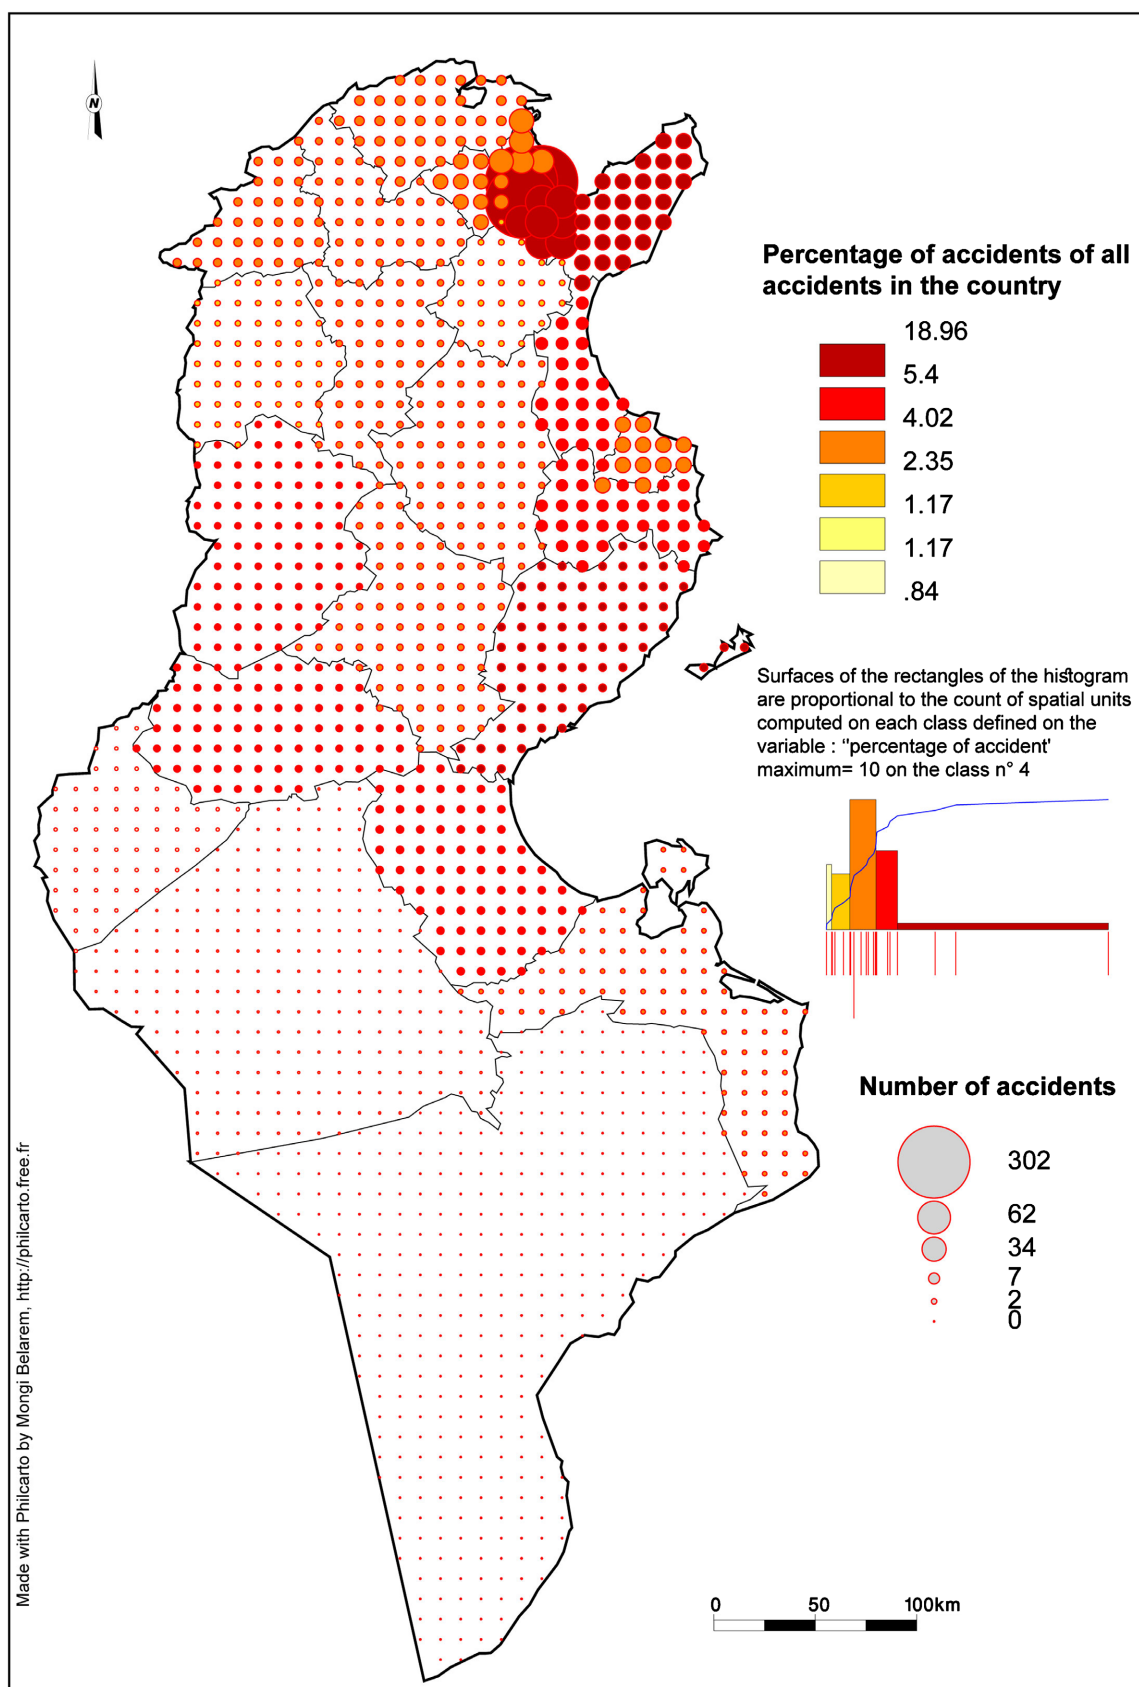 N
Percentage of accidents of all
accidents in the country
18.96
5.4
4.02
2.35
1.17
1.17
.84
Surfaces of the rectangles of the histogram
are proportional to the count of spatial units
computed on each class defined on the
variable : "percentage of accident'
maximum= 10 on the class n° 4
Number of accidents
302
62
34
7
2
0
0 50 100km
Made with Philcarto by Mongi Belarem, http://philcarto.free.fr